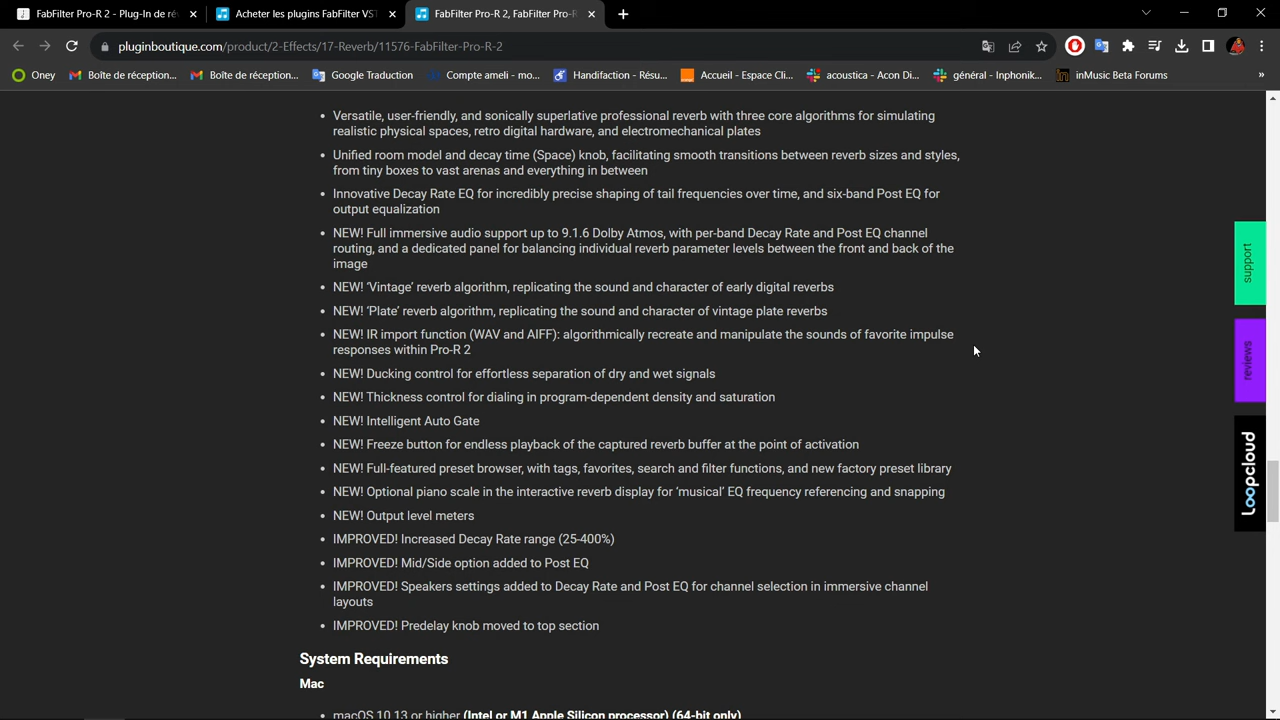 FabFilter Pro-R 2 - Plug-In de ré
Acheter les plugins FabFilter VST
FabFilter Pro-R 2, FabFilter Pro-R
pluginboutique.com/product/2-Effects/17-Reverb/11576-FabFilter-Pro-R-2
Oney
Boîte de réception...
Boîte de réception...
Google Traduction
Compte ameli - mo...
Handifaction - Résu...
Accueil - Espace Cli...
acoustica - Acon Di...
général - Inphonik...
inMusic Beta Forums
»
• Versatile, user-friendly, and sonically superlative professional reverb with three core algorithms for simulating
realistic physical spaces, retro digital hardware, and electromechanical plates
• Unified room model and decay time (Space) knob, facilitating smooth transitions between reverb sizes and styles,
from tiny boxes to vast arenas and everything in between
• Innovative Decay Rate EQ for incredibly precise shaping of tail frequencies over time, and six-band Post EQ for
output equalization
• NEW! Full immersive audio support up to 9.1.6 Dolby Atmos, with per-band Decay Rate and Post EQ channel
routing, and a dedicated panel for balancing individual reverb parameter levels between the front and back of the
image
• NEW! ‘Vintage’ reverb algorithm, replicating the sound and character of early digital reverbs
• NEW! ‘Plate’ reverb algorithm, replicating the sound and character of vintage plate reverbs
• NEW! IR import function (WAV and AIFF): algorithmically recreate and manipulate the sounds of favorite impulse
responses within Pro-R 2
• NEW! Ducking control for effortless separation of dry and wet signals
• NEW! Thickness control for dialing in program-dependent density and saturation
• NEW! Intelligent Auto Gate
• NEW! Freeze button for endless playback of the captured reverb buffer at the point of activation
• NEW! Full-featured preset browser, with tags, favorites, search and filter functions, and new factory preset library
• NEW! Optional piano scale in the interactive reverb display for ‘musical’ EQ frequency referencing and snapping
• NEW! Output level meters
• IMPROVED! Increased Decay Rate range (25-400%)
• IMPROVED! Mid/Side option added to Post EQ
• IMPROVED! Speakers settings added to Decay Rate and Post EQ for channel selection in immersive channel
layouts
• IMPROVED! Predelay knob moved to top section
System Requirements
Mac
• macOS 10.13 or higher (Intel or M1 Apple Silicon processor) (64-bit only)
support
reviews
Loopcloud